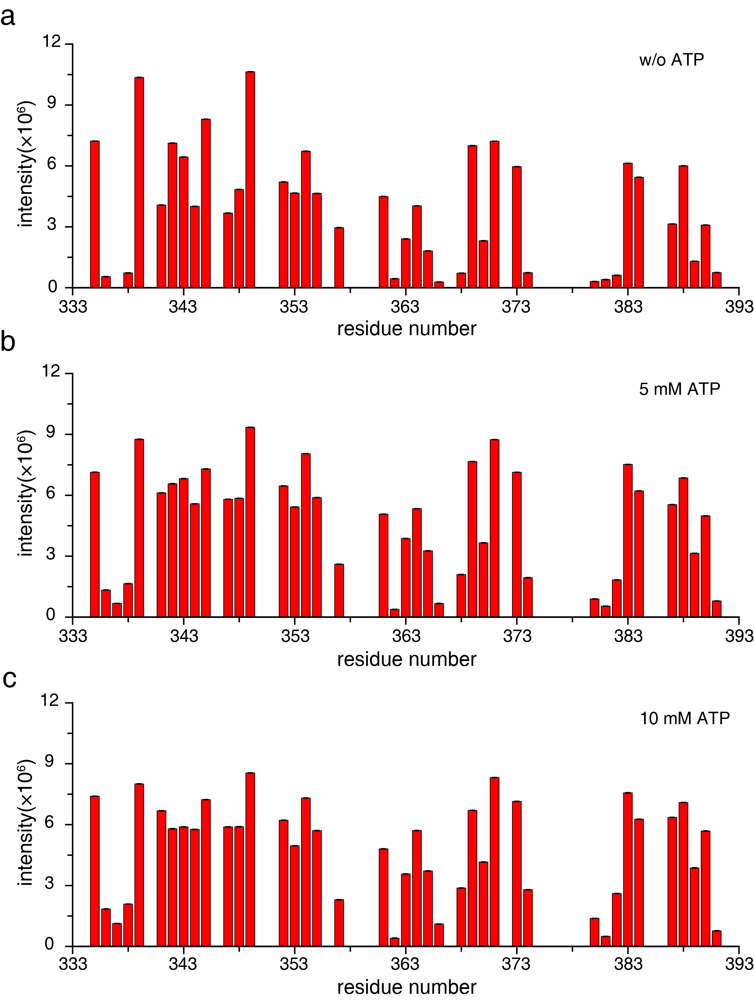 a
12
w/o ATP
9
6
3
0
intensity(×10⁶)
333 343 353 363 373 383 393
residue number
b
12
5 mM ATP
9
6
3
0
intensity(×10⁶)
333 343 353 363 373 383 393
residue number
c
12
10 mM ATP
9
6
3
0
intensity(×10⁶)
333 343 353 363 373 383 393
residue number